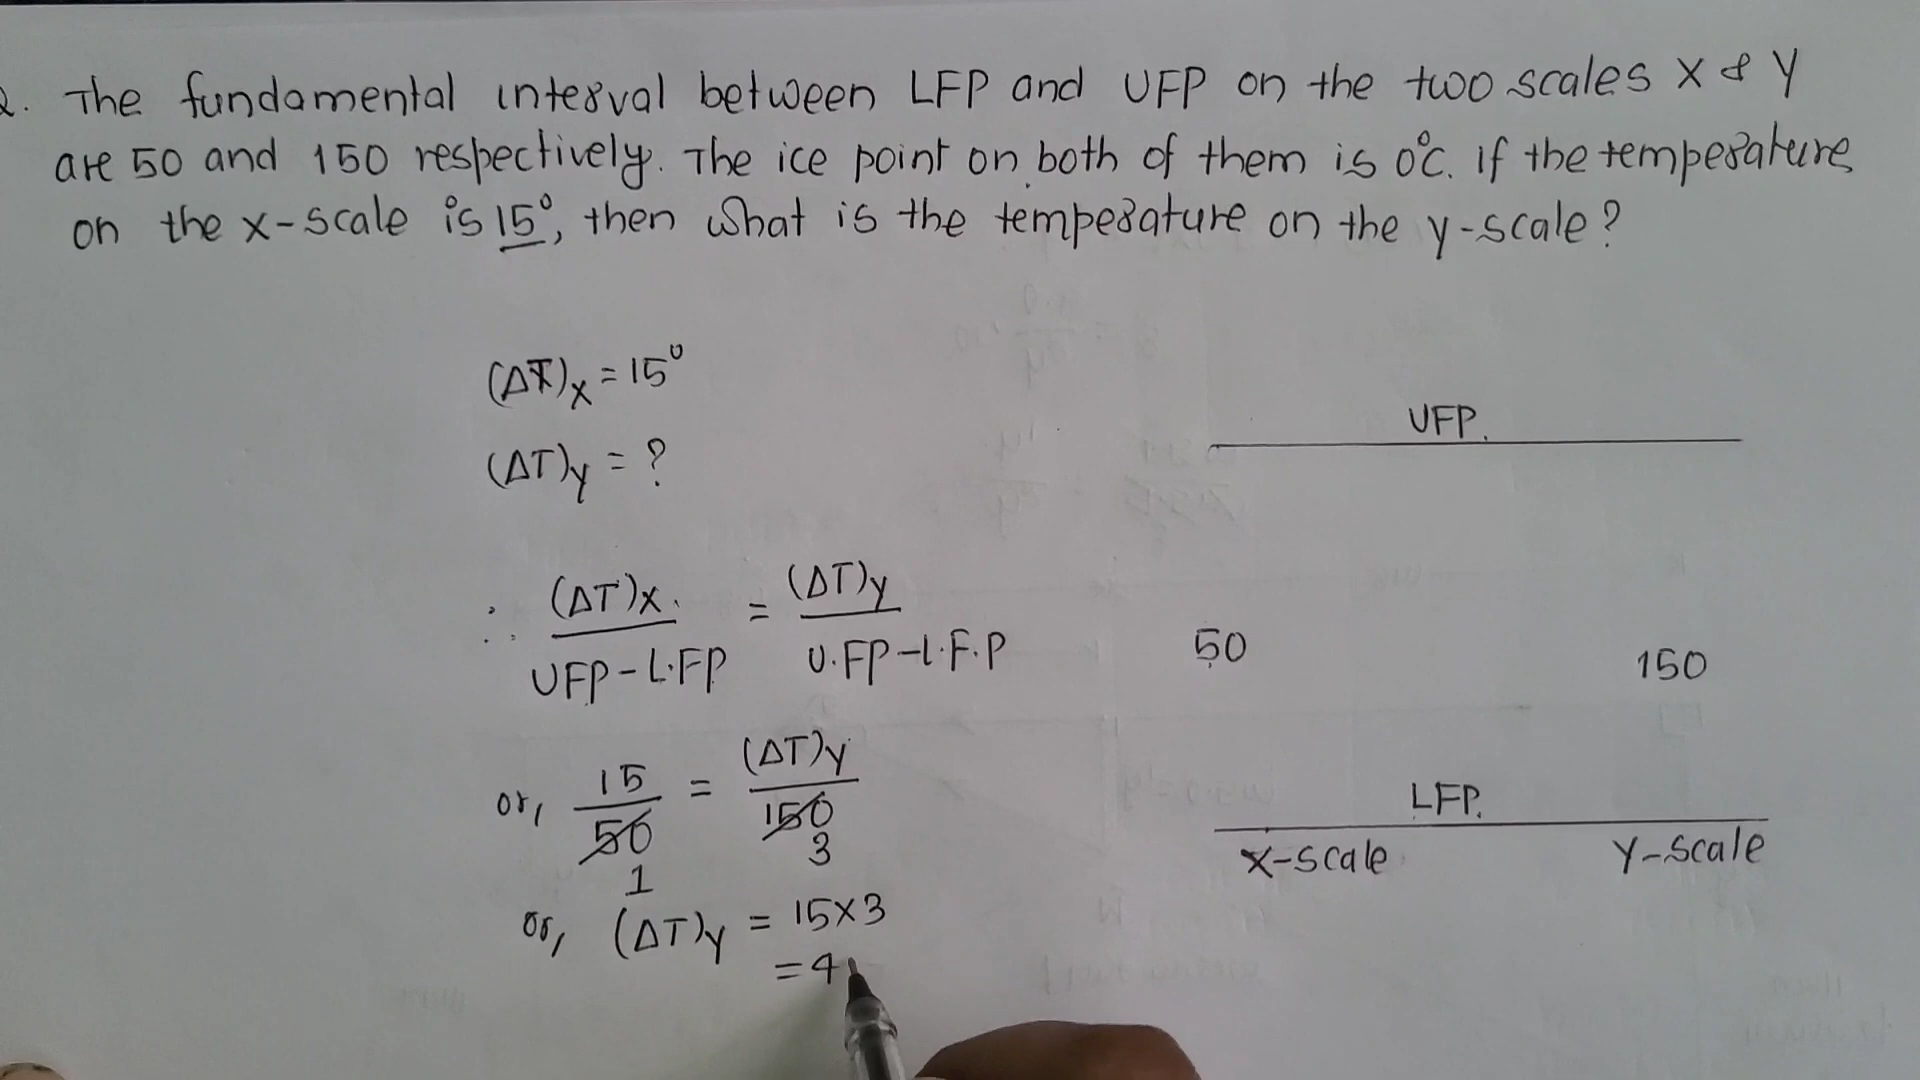 2. The fundamental interval between LFP and UFP on the two scales X & Y
are 50 and 150 respectively. The ice point on both of them is 0°C. If the temperature
on the x-scale is 15°, then what is the temperature on the y-scale?
(ΔT)x = 15°
UFP.
(ΔT)y = ?
∴ (ΔT)x. / UFP - L.FP = (ΔT)y / U.FP - L.F.P
50 150
or, 15 / 50 = (ΔT)y / 150
1 3
LFP.
x-scale Y-scale
or, (ΔT)y = 15×3
= 4